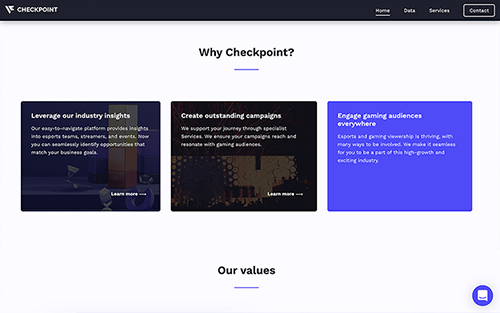 CHECKPOINT
Home Data Services Contact
Why Checkpoint?
Leverage our industry insights
Our easy-to-navigate platform provides insights
into esports teams, streamers, and events. Now
you can seamlessly identify opportunities that
match your business goals.
Learn more ⟶
Create outstanding campaigns
We support your journey through specialist
Services. We ensure your campaigns reach and
resonate with gaming audiences.
Learn more ⟶
Engage gaming audiences
everywhere
Esports and gaming viewership is thriving, with
many ways to be involved. We make it seamless
for you to be a part of this high-growth and
exciting industry.
Our values